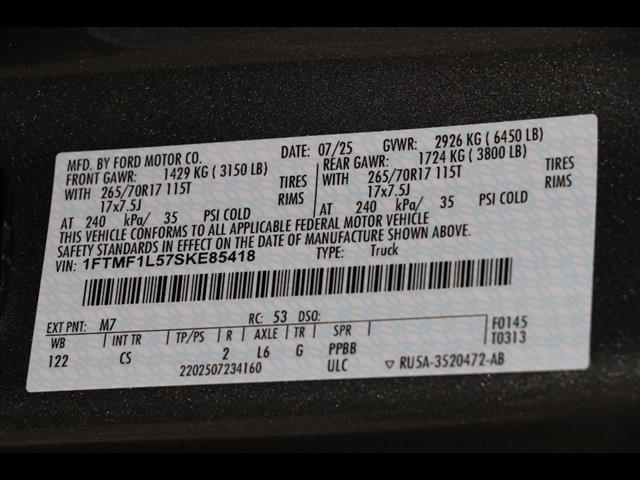 MFD. BY FORD MOTOR CO. DATE: 07/25 GVWR: 2926 KG ( 6450 LB)
FRONT GAWR: 1429 KG ( 3150 LB) REAR GAWR: 1724 KG ( 3800 LB)
WITH 265/70R17 115T TIRES WITH 265/70R17 115T TIRES
17x7.5J RIMS 17x7.5J RIMS
AT 240 kPa/ 35 PSI COLD AT 240 kPa/ 35 PSI COLD
THIS VEHICLE CONFORMS TO ALL APPLICABLE FEDERAL MOTOR VEHICLE
SAFETY STANDARDS IN EFFECT ON THE DATE OF MANUFACTURE SHOWN ABOVE.
VIN: 1FTMF1L57SKE85418 TYPE: Truck
EXT PNT: M7 RC: 53 DSO: F0145
WB INT TR TP/PS R AXLE TR SPR T0313
122 CS 2 L6 G PPBB
2202507234160 ULC ▽ RU5A-3520472-AB